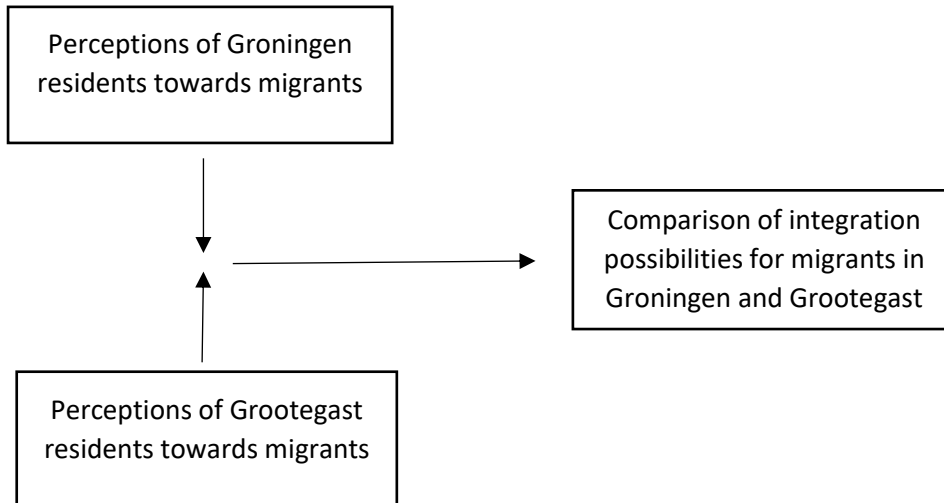 Perceptions of Groningen
residents towards migrants
Comparison of integration
possibilities for migrants in
Groningen and Grootegast
Perceptions of Grootegast
residents towards migrants